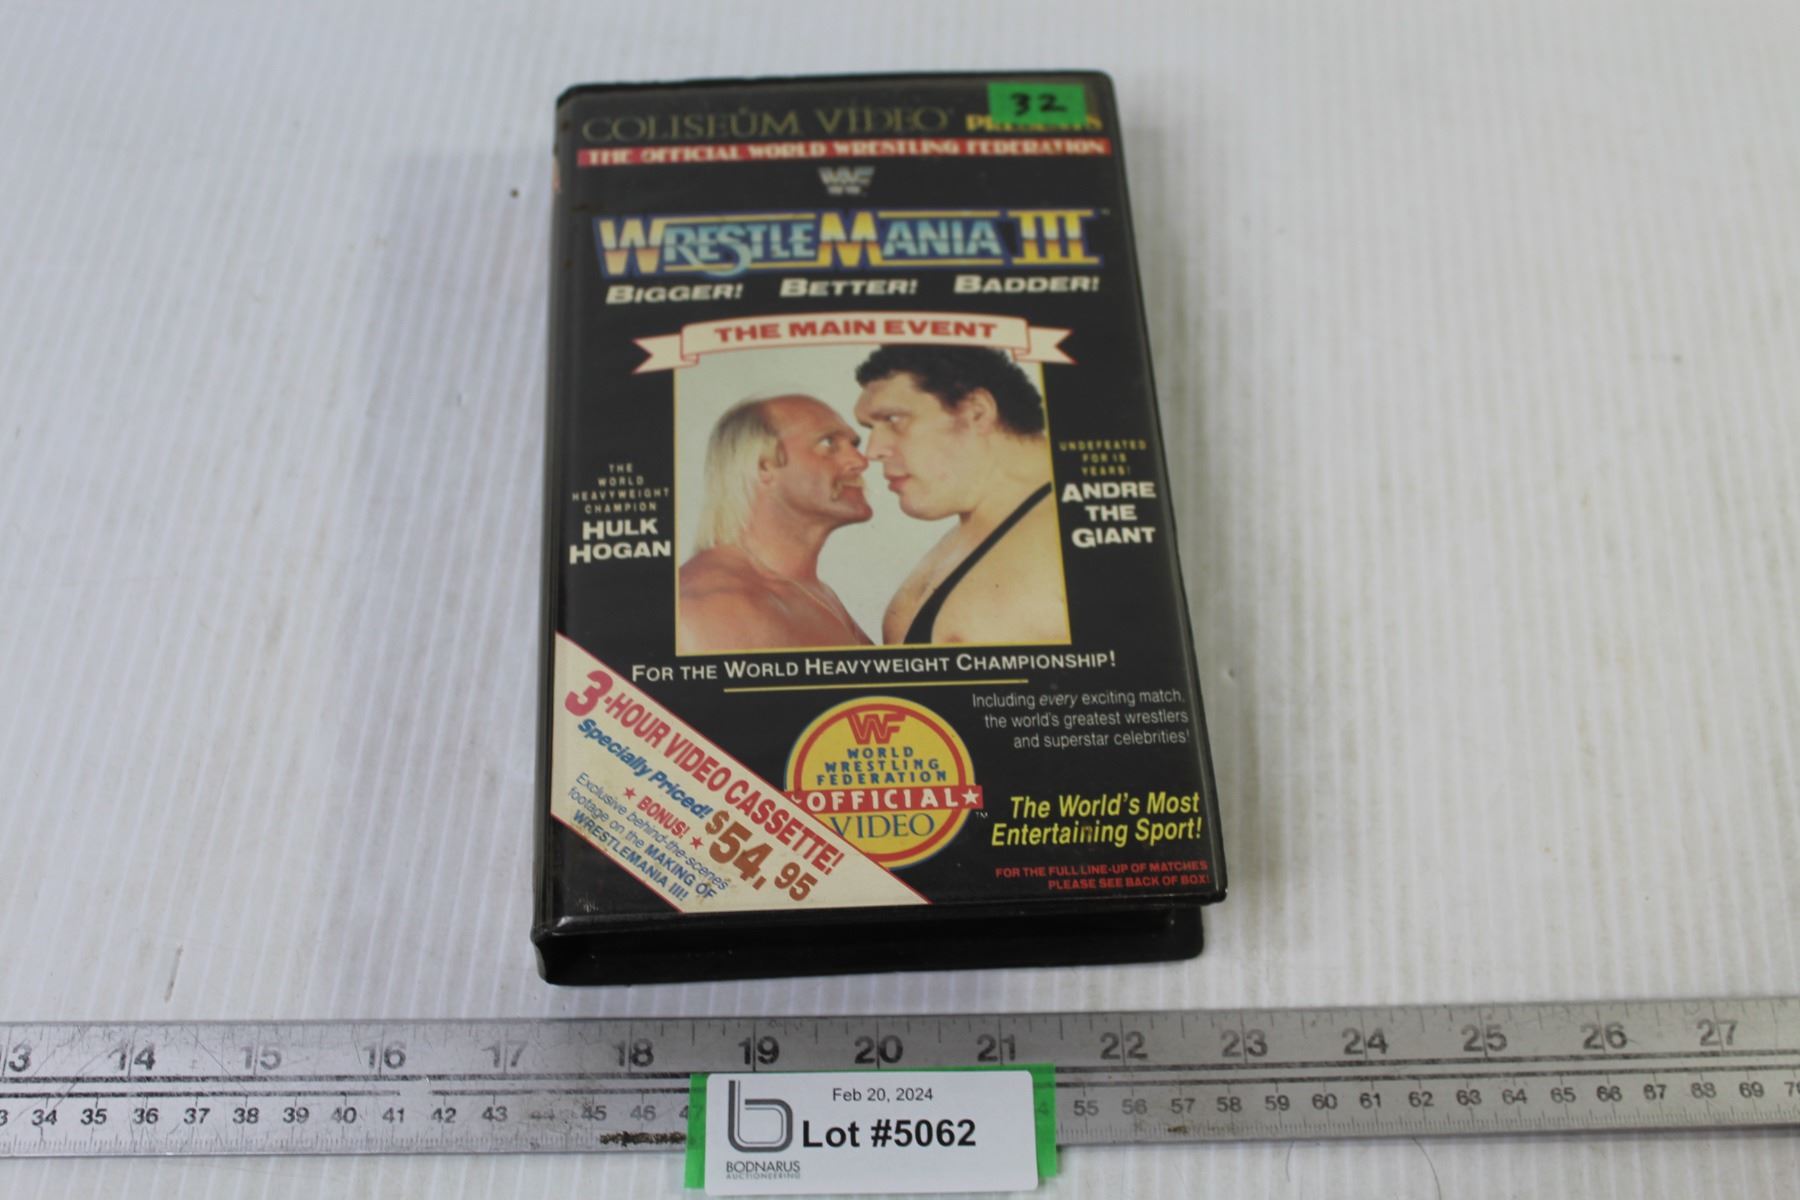 32
COLISEÚM VÍDEO® PRESENTS
THE OFFICIAL WORLD WRESTLING FEDERATION
WRESTLEMANIA III™
BIGGER! BETTER! BADDER!
THE MAIN EVENT
THE
WORLD
HEAVYWEIGHT
CHAMPION
HULK
HOGAN
UNDEFEATED
FOR 15
YEARS!
ANDRE
THE
GIANT
FOR THE WORLD HEAVYWEIGHT CHAMPIONSHIP!
3-HOUR VIDEO CASSETTE!
Specially Priced! $54,95
★ BONUS! ★
Exclusive behind-the-scenes
footage on the MAKING OF
WRESTLEMANIA III!
WF
WORLD
WRESTLING
FEDERATION
OFFICIAL★
VIDEO™
Including every exciting match,
the world's greatest wrestlers
and superstar celebrities!
The World's Most
Entertaining Sport!
FOR THE FULL LINE-UP OF MATCHES
PLEASE SEE BACK OF BOX!
13 14 15 16 17 18 19 20 21 22 23 24 25 26 27
34 35 36 37 38 39 40 41 42 43 44 45 46 55 56 57 58 59 60 61 62 63 64 65 66 67 68 69
Feb 20, 2024
Lot #5062
BODNARUS
AUCTIONEERING